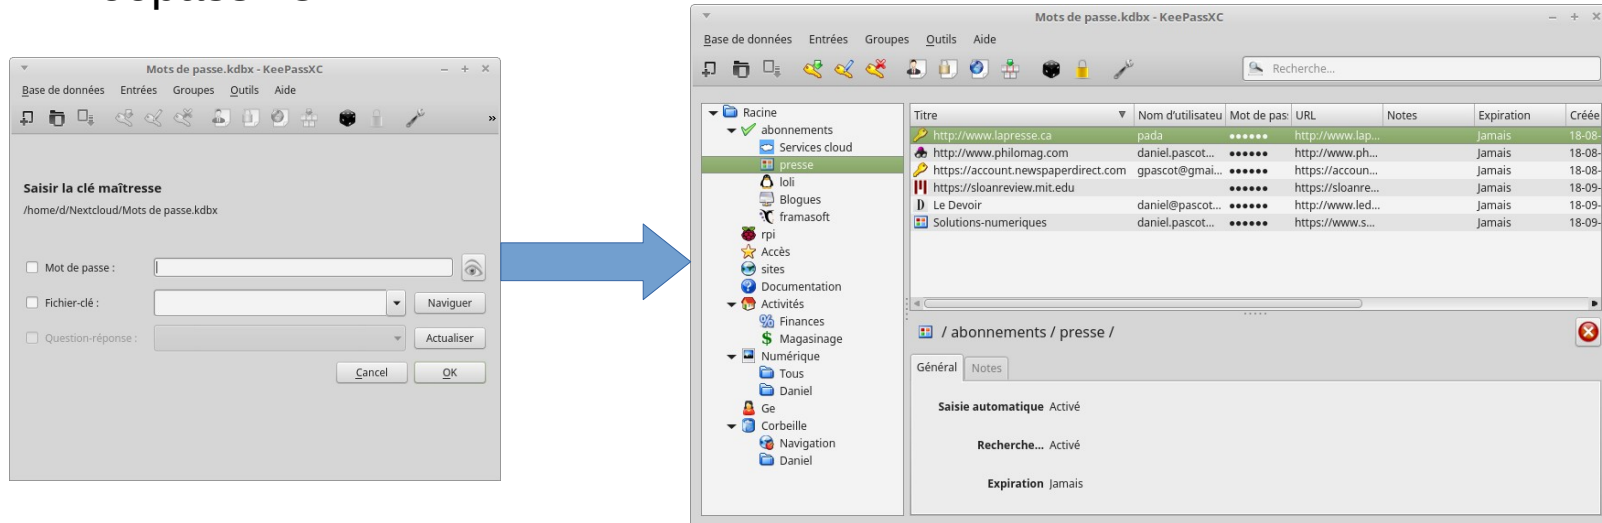 Mots de passe.kdbx - KeePassXC
Base de données Entrées Groupes Outils Aide
»
Saisir la clé maîtresse
/home/d/Nextcloud/Mots de passe.kdbx
Mot de passe :
Fichier-clé :
Naviguer
Question-réponse :
Actualiser
Cancel
OK
Mots de passe.kdbx - KeePassXC
Base de données Entrées Groupes Outils Aide
Recherche...
Racine
abonnements
Services cloud
presse
loli
Blogues
framasoft
rpi
Accès
sites
Documentation
Activités
Finances
Magasinage
Numérique
Tous
Daniel
Ge
Corbeille
Navigation
Daniel
Titre Nom d'utilisateu Mot de pas: URL Notes Expiration Créée
http://www.lapresse.ca pada ●●●●●● http://www.lap... Jamais 18-08-
http://www.philomag.com daniel.pascot... ●●●●●● http://www.ph... Jamais 18-08-
https://account.newspaperdirect.com gpascot@gmai... ●●●●●● https://accoun... Jamais 18-08-
https://sloanreview.mit.edu ●●●●●● https://sloanre... Jamais 18-09-
Le Devoir daniel@pascot... ●●●●●● http://www.led... Jamais 18-09-
Solutions-numeriques daniel.pascot... ●●●●●● https://www.s... Jamais 18-09-
/ abonnements / presse /
Général Notes
Saisie automatique Activé
Recherche... Activé
Expiration Jamais